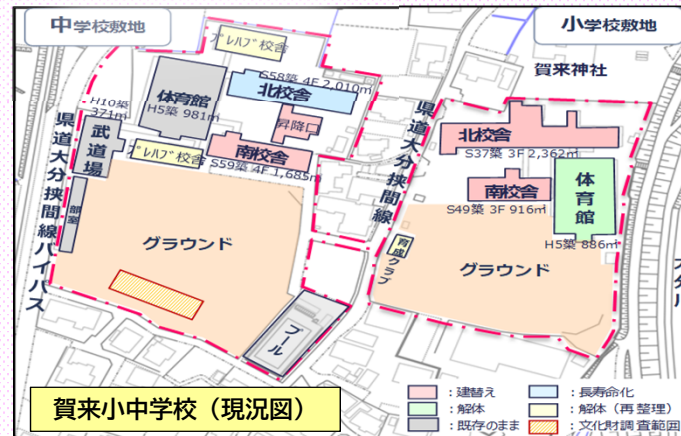 中学校敷地
小学校敷地
プレハブ校舎
賀来神社
S58築 4F 2,010㎡
北校舎
体育館
H5築 981㎡
昇降口
H10築
371㎡
武道場
プレハブ校舎
南校舎
S59築 4F 1,685㎡
部室
県道大分挟間線バイパス
グラウンド
プール
県道大分挟間線
北校舎
S37築 3F 2,362㎡
南校舎
S49築 3F 916㎡
体育館
H5築 886㎡
育成クラブ
グラウンド
賀来小中学校（現況図）
：建替え
：長寿命化
：解体
：解体（再整理）
：既存のまま
：文化財調査範囲